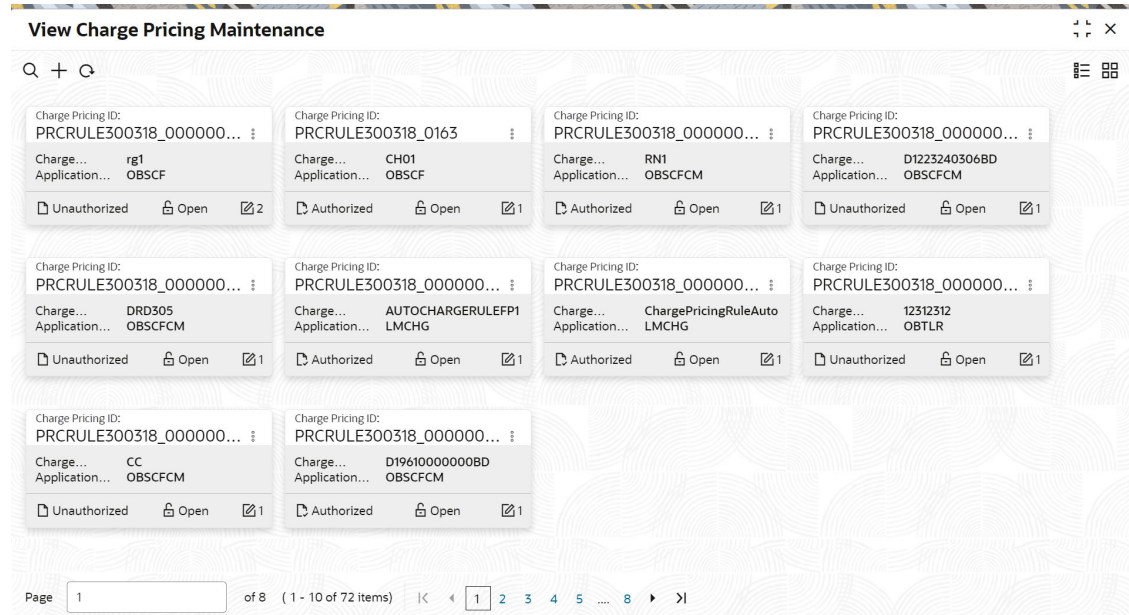 View Charge Pricing Maintenance
Charge Pricing ID: Charge Pricing ID: Charge Pricing ID: Charge Pricing ID:
PRCRULE300318_000000... PRCRULE300318_0163 PRCRULE300318_000000... PRCRULE300318_000000...
Charge... rg1 Charge... CH01 Charge... RN1 Charge... D1223240306BD
Application... OBSCF Application... OBSCF Application... OBSCFCM Application... OBSCFCM
Unauthorized Open 2 Authorized Open 1 Authorized Open 1 Unauthorized Open 1
Charge Pricing ID: Charge Pricing ID: Charge Pricing ID: Charge Pricing ID:
PRCRULE300318_000000... PRCRULE300318_000000... PRCRULE300318_000000... PRCRULE300318_000000...
Charge... DRD305 Charge... AUTOCHARGERULEFP1 Charge... ChargePricingRuleAuto Charge... 12312312
Application... OBSCFCM Application... LMCHG Application... LMCHG Application... OBTLR
Unauthorized Open 1 Authorized Open 1 Authorized Open 1 Unauthorized Open 1
Charge Pricing ID: Charge Pricing ID:
PRCRULE300318_000000... PRCRULE300318_000000...
Charge... CC Charge... D19610000000BD
Application... OBSCFCM Application... OBSCFCM
Unauthorized Open 1 Authorized Open 1
Page 1 of 8 (1 - 10 of 72 items) 1 2 3 4 5 .... 8